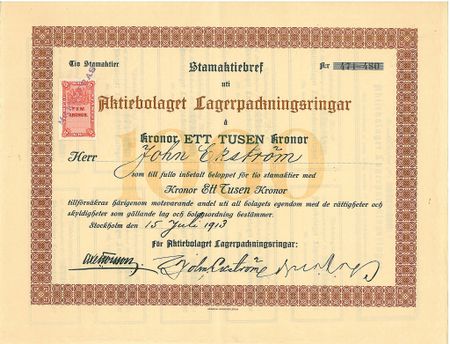 Tio Stamaktier
Stamaktiebref
N:r 471-480
uti
Aktiebolaget Lagerpackningsringar
FEM
KRONOR
å
Kronor ETT TUSEN Kronor
1000
Herr John Ekström
som till fullo inbetalt beloppet för tio stamaktier med
Kronor Ett Tusen Kronor
tillförsäkras härigenom motsvarande andel uti all bolagets egendom med de rättigheter och
skyldigheter som gällande lag och bolagsordning bestämmer.
Stockholm den 15 Juli 1913
För Aktiebolaget Lagerpackningsringar:
John Ekström